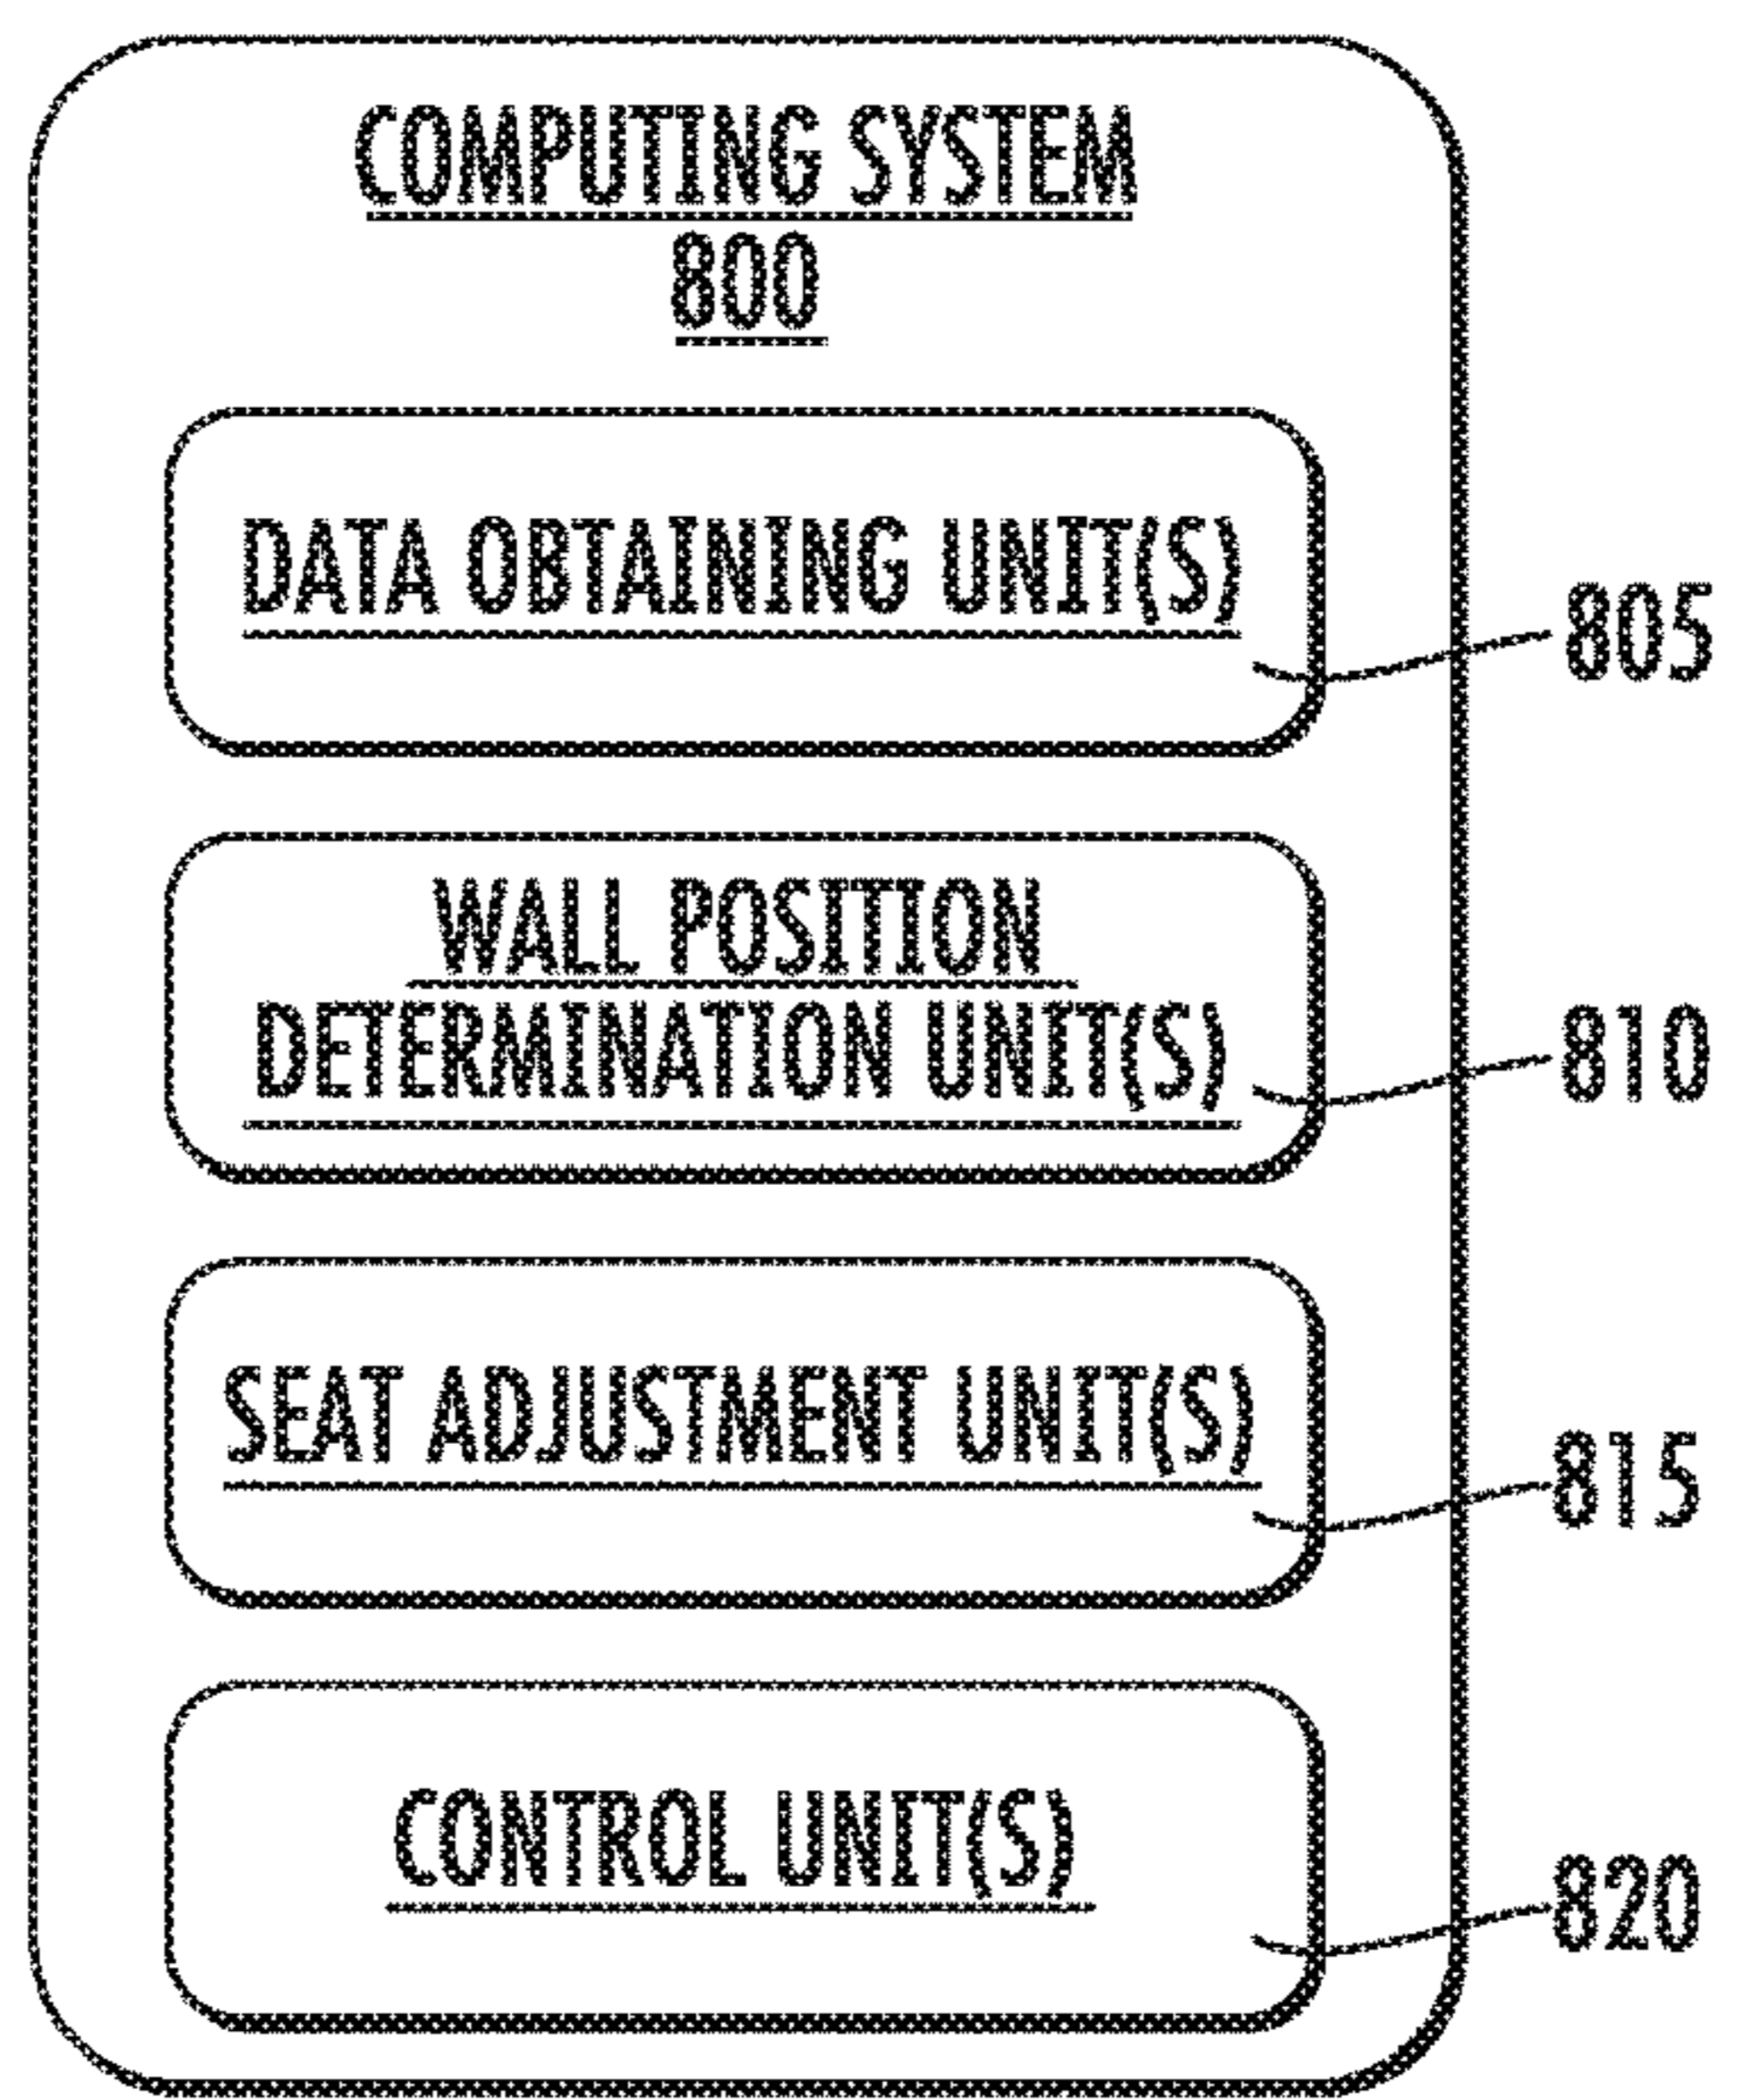 COMPUTING SYSTEM
800
DATA OBTAINING UNIT(S)
805
WALL POSITION
DETERMINATION UNIT(S)
810
SEAT ADJUSTMENT UNIT(S)
815
CONTROL UNIT(S)
820